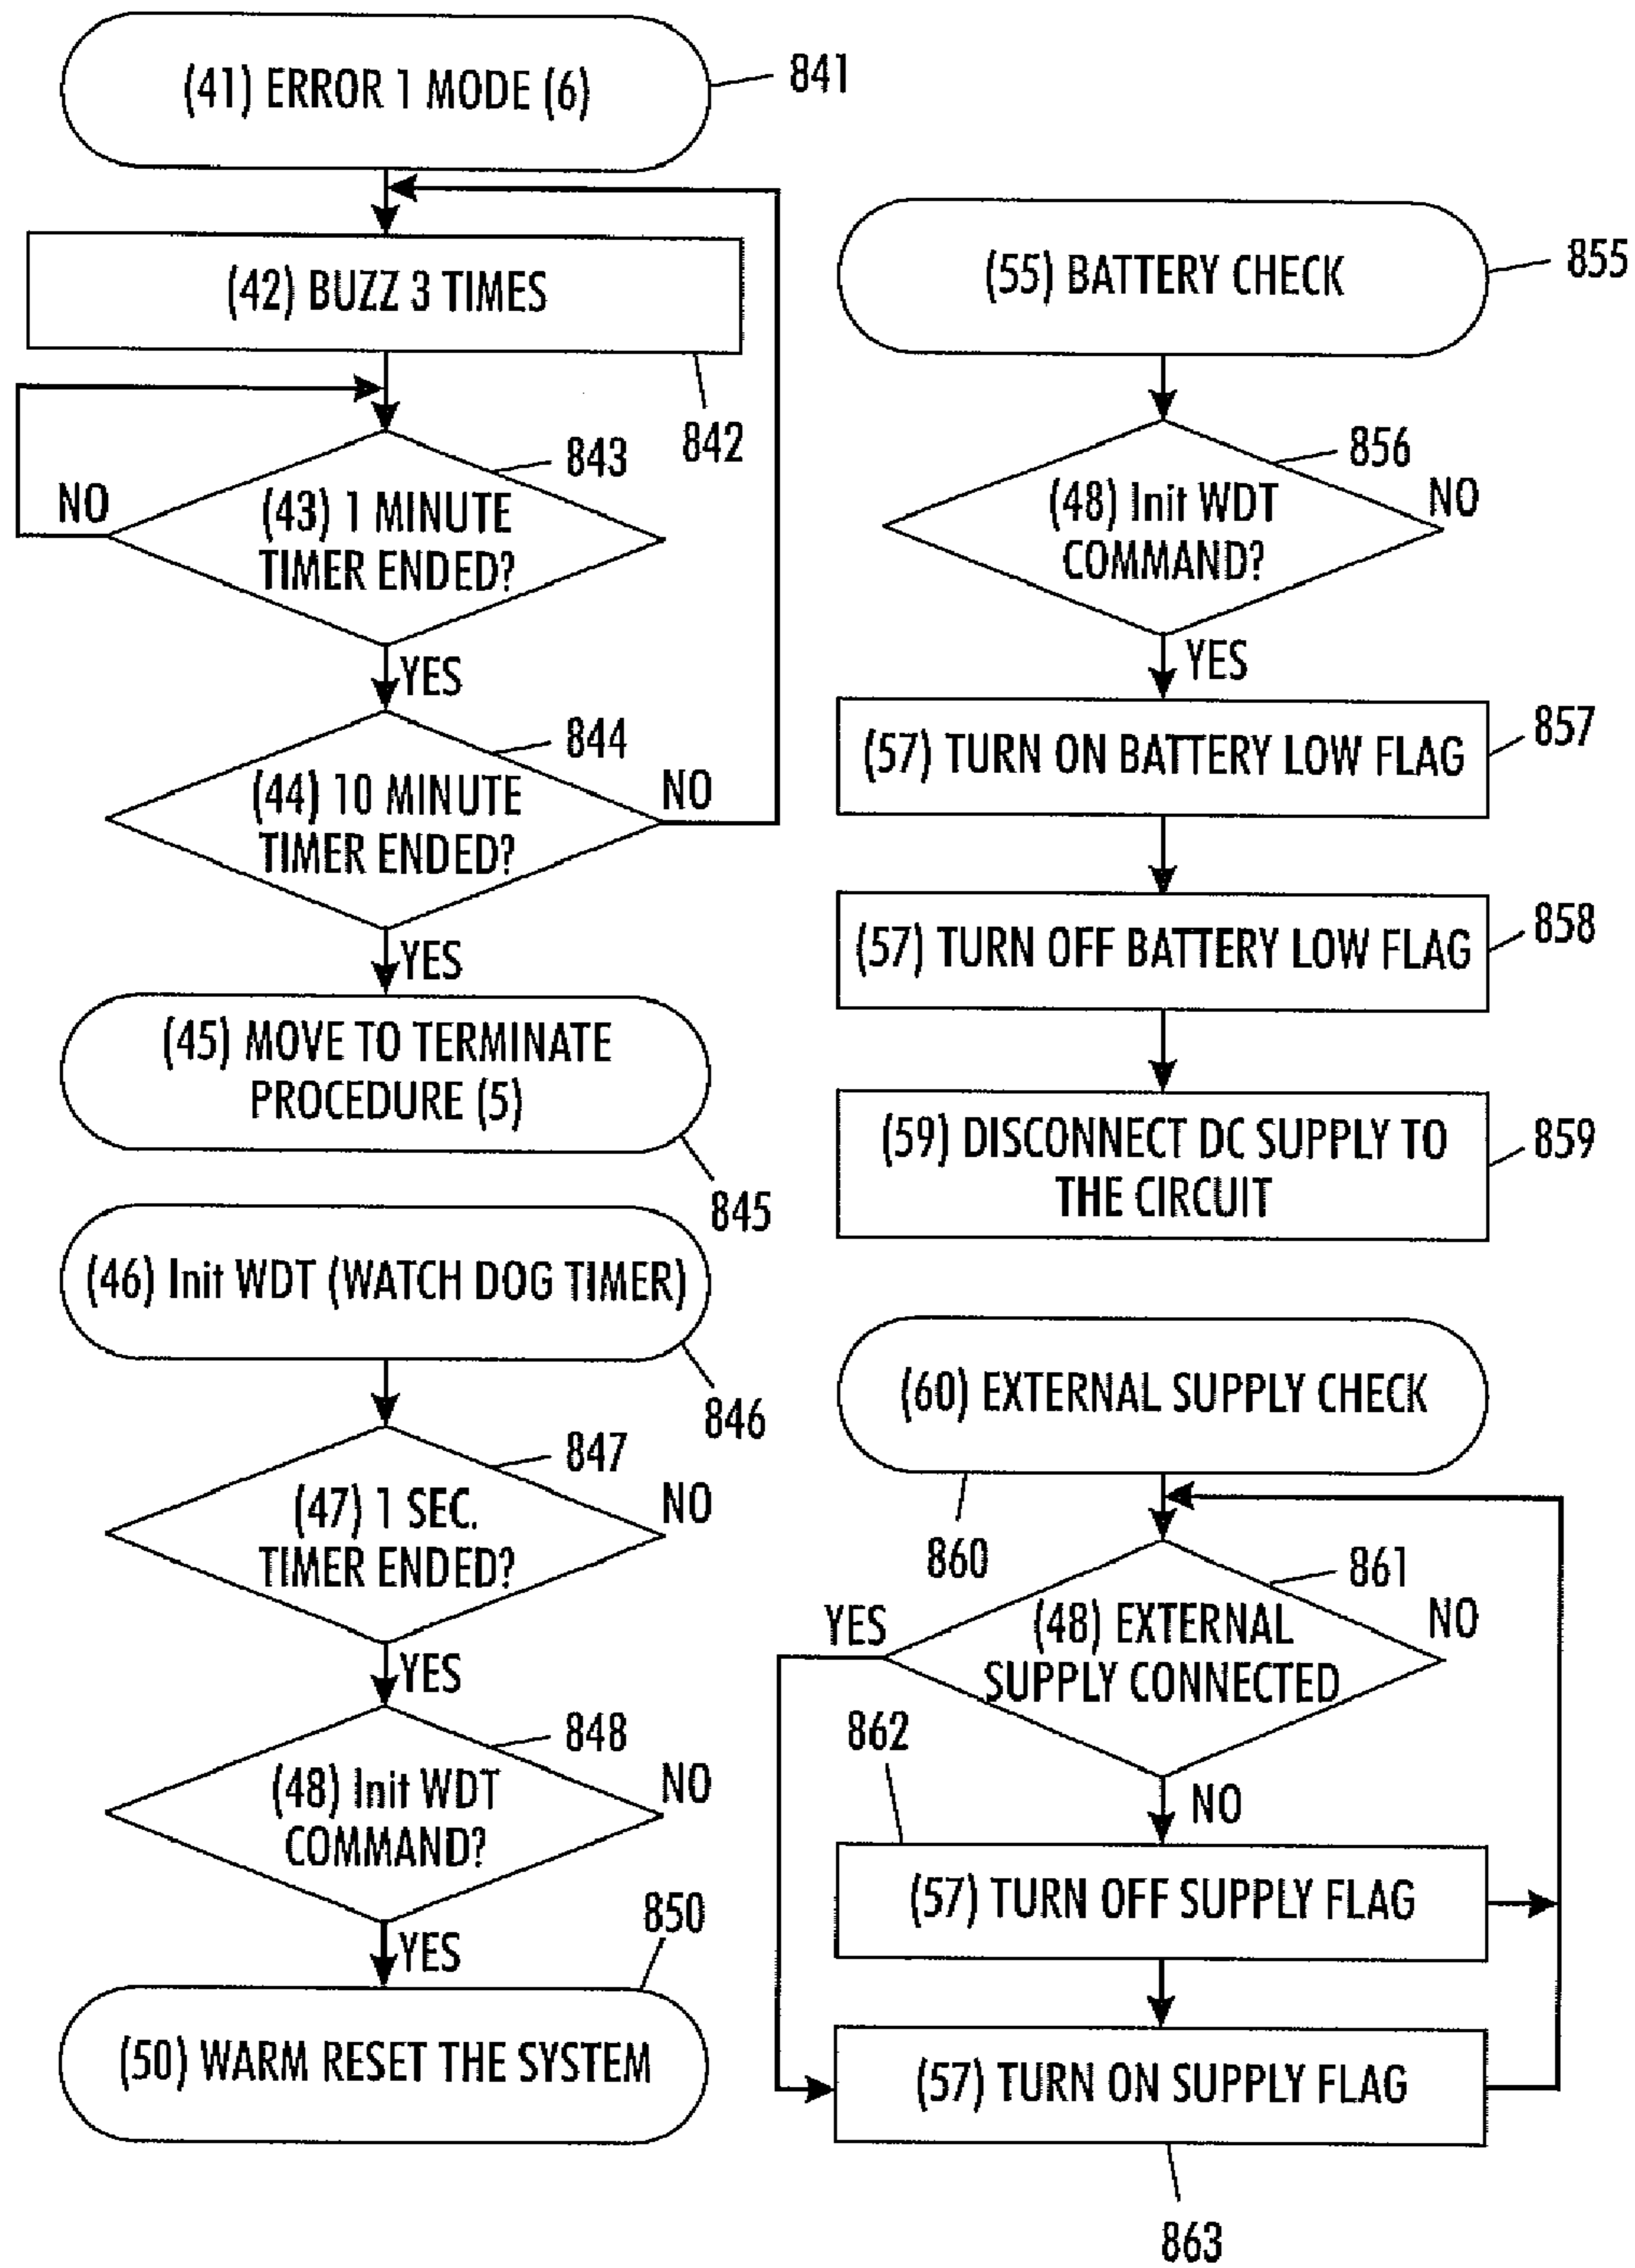 (41) ERROR 1 MODE (6)
841
(42) BUZZ 3 TIMES
842
843
NO
(43) 1 MINUTE
TIMER ENDED?
YES
844
(44) 10 MINUTE
TIMER ENDED?
NO
YES
(45) MOVE TO TERMINATE
PROCEDURE (5)
845
(46) Init WDT (WATCH DOG TIMER)
846
847
(47) 1 SEC.
TIMER ENDED?
NO
YES
848
(48) Init WDT
COMMAND?
NO
YES
850
(50) WARM RESET THE SYSTEM
(55) BATTERY CHECK
855
856
(48) Init WDT
COMMAND?
NO
YES
(57) TURN ON BATTERY LOW FLAG
857
(57) TURN OFF BATTERY LOW FLAG
858
(59) DISCONNECT DC SUPPLY TO
THE CIRCUIT
859
(60) EXTERNAL SUPPLY CHECK
860
861
YES
(48) EXTERNAL
SUPPLY CONNECTED
NO
862
NO
(57) TURN OFF SUPPLY FLAG
(57) TURN ON SUPPLY FLAG
863